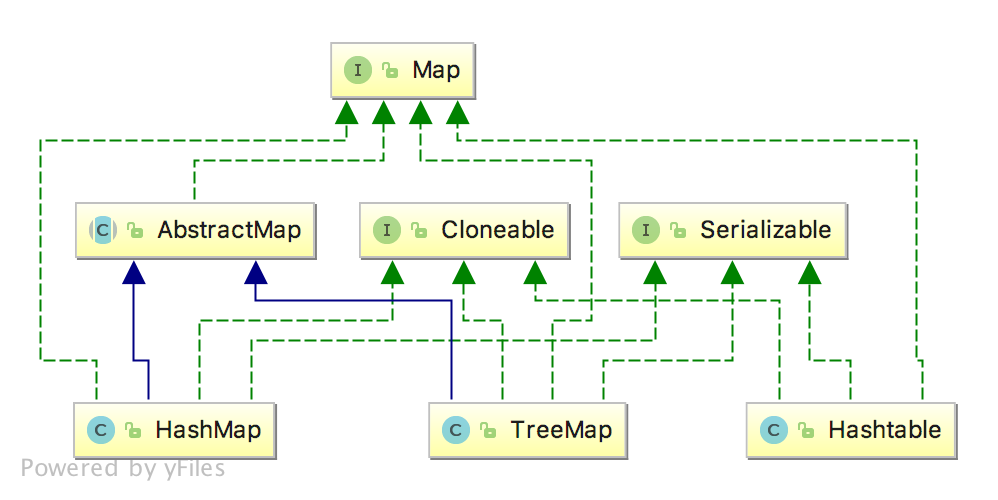 I Map
C AbstractMap
I Cloneable
I Serializable
C HashMap
C TreeMap
C Hashtable
Powered by yFiles